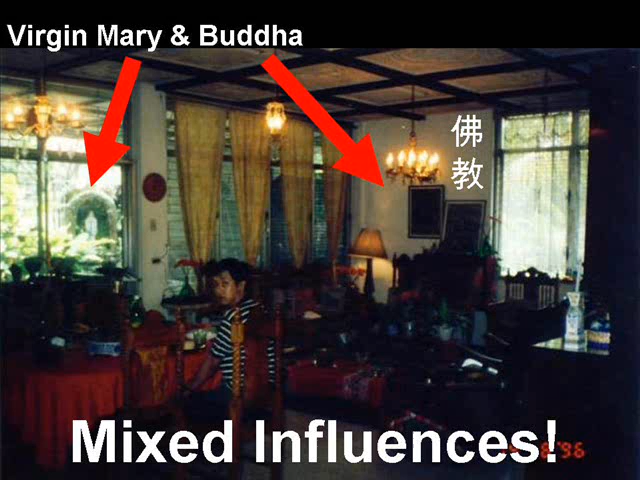 Virgin Mary & Buddha
佛
教
Mixed Influences!